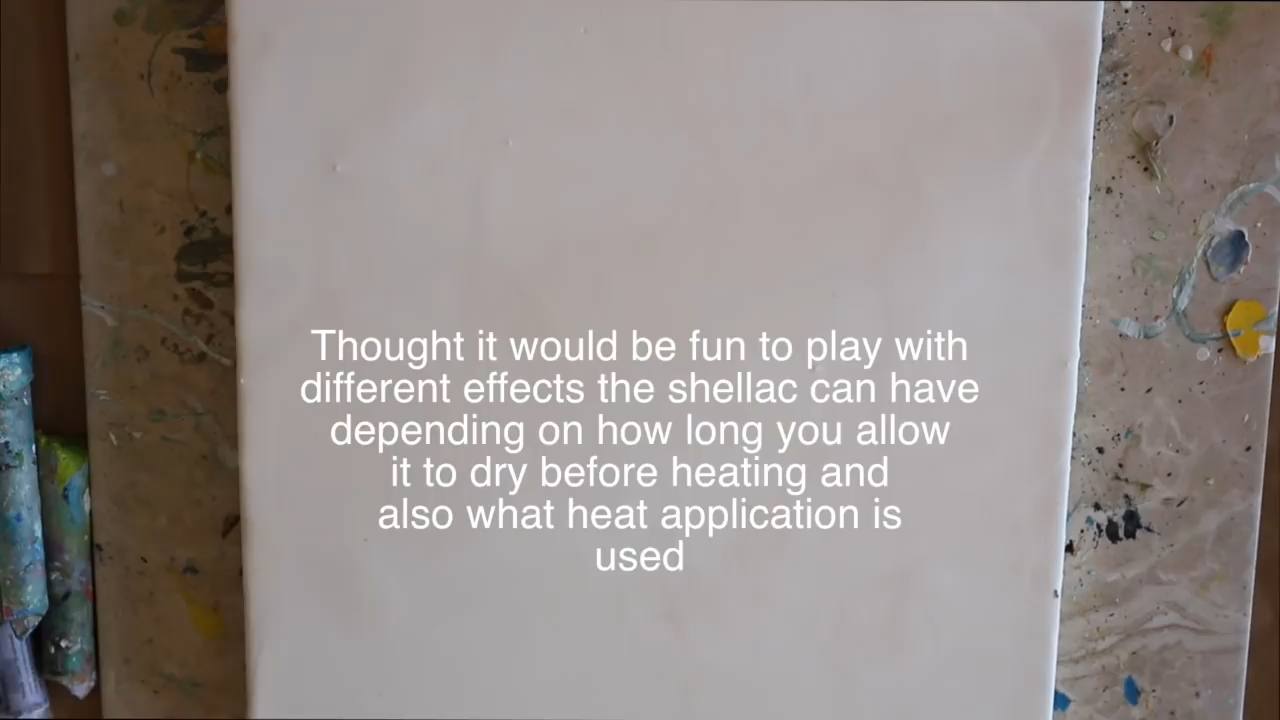 Thought it would be fun to play with
different effects the shellac can have
depending on how long you allow
it to dry before heating and
also what heat application is
used